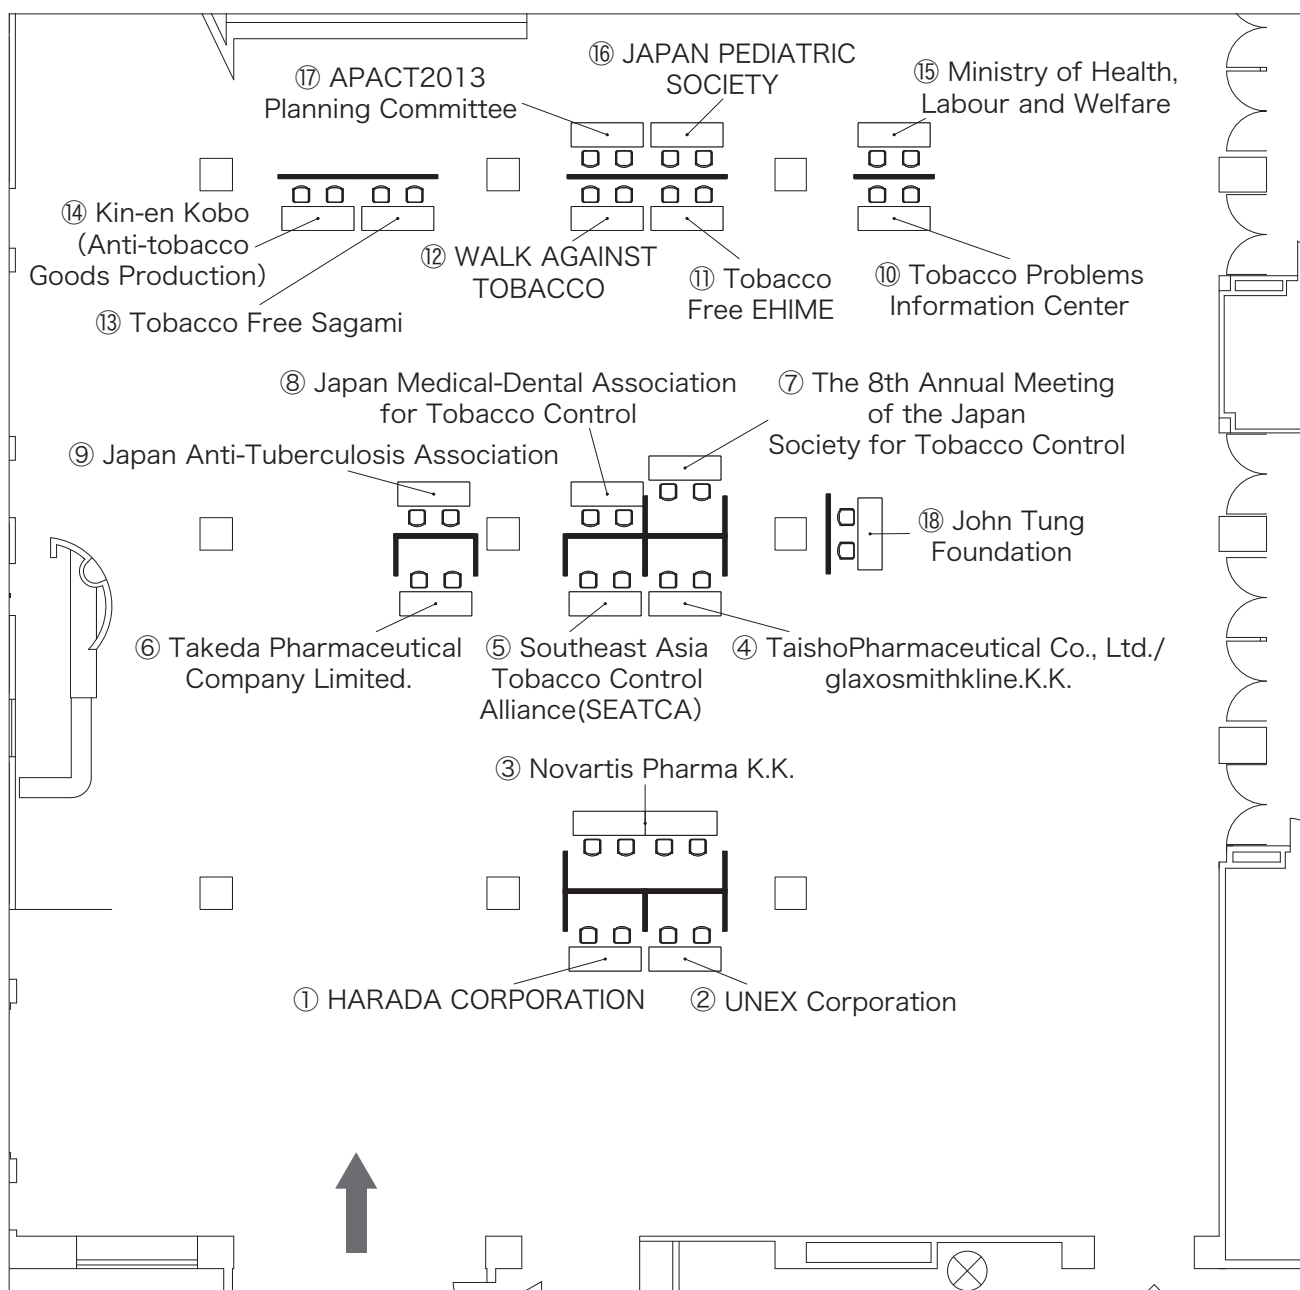 ⑰ APACT2013
Planning Committee
⑯ JAPAN PEDIATRIC
SOCIETY
⑮ Ministry of Health,
Labour and Welfare
⑭ Kin-en Kobo
(Anti-tobacco
Goods Production)
⑬ Tobacco Free Sagami
⑫ WALK AGAINST
TOBACCO
⑪ Tobacco
Free EHIME
⑩ Tobacco Problems
Information Center
⑧ Japan Medical-Dental Association
for Tobacco Control
⑦ The 8th Annual Meeting
of the Japan
Society for Tobacco Control
⑨ Japan Anti-Tuberculosis Association
⑱ John Tung
Foundation
⑥ Takeda Pharmaceutical
Company Limited.
⑤ Southeast Asia
Tobacco Control
Alliance(SEATCA)
④ TaishoPharmaceutical Co., Ltd./
glaxosmithkline.K.K.
③ Novartis Pharma K.K.
① HARADA CORPORATION
② UNEX Corporation